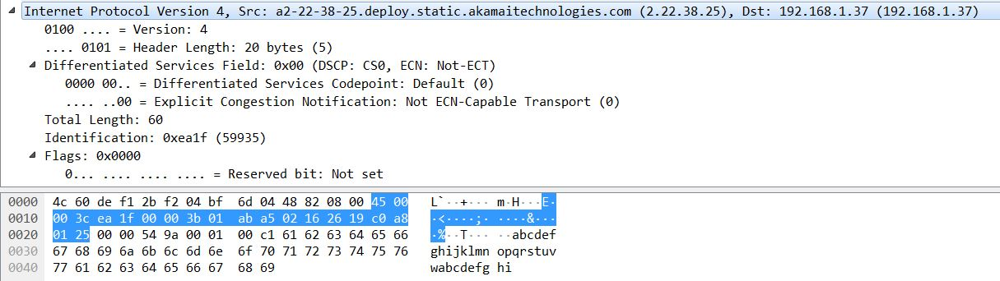 Internet Protocol Version 4, Src: a2-22-38-25.deploy.static.akamaitechnologies.com (2.22.38.25), Dst: 192.168.1.37 (192.168.1.37)
0100 .... = Version: 4
.... 0101 = Header Length: 20 bytes (5)
Differentiated Services Field: 0x00 (DSCP: CS0, ECN: Not-ECT)
0000 00.. = Differentiated Services Codepoint: Default (0)
.... ..00 = Explicit Congestion Notification: Not ECN-Capable Transport (0)
Total Length: 60
Identification: 0xea1f (59935)
Flags: 0x0000
0... .... .... .... = Reserved bit: Not set
0000 4c 60 de f1 2b f2 04 bf 6d 04 48 82 08 00 45 00 L`··+··· m·H···E·
0010 00 3c ea 1f 00 00 3b 01 ab a5 02 16 26 19 c0 a8 ·<····;· ····&···
0020 01 25 00 00 54 9a 00 01 00 c1 61 62 63 64 65 66 ·%··T··· ··abcdef
0030 67 68 69 6a 6b 6c 6d 6e 6f 70 71 72 73 74 75 76 ghijklmn opqrstuv
0040 77 61 62 63 64 65 66 67 68 69 wabcdefg hi